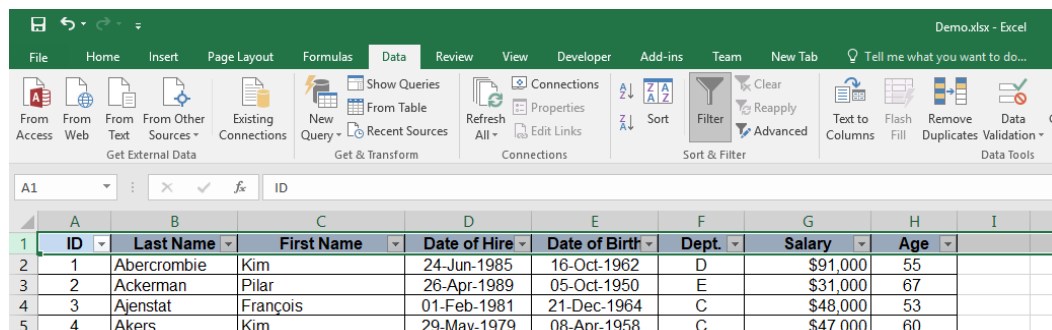 Demo.xlsx - Excel
File Home Insert Page Layout Formulas Data Review View Developer Add-ins Team New Tab Tell me what you want to do...
Show Queries Connections Clear
From From From From Other Existing New From Table Refresh Properties Sort Filter Reapply Text to Flash Remove Data
Access Web Text Sources Connections Query Recent Sources All Edit Links Advanced Columns Fill Duplicates Validation
Get External Data Get & Transform Connections Sort & Filter Data Tools
A1 fx ID
A B C D E F G H I
1 ID Last Name First Name Date of Hire Date of Birth Dept. Salary Age
2 1 Abercrombie Kim 24-Jun-1985 16-Oct-1962 D $91,000 55
3 2 Ackerman Pilar 26-Apr-1989 05-Oct-1950 E $31,000 67
4 3 Ajenstat François 01-Feb-1981 21-Dec-1964 C $48,000 53
5 4 Akers Kim 29-May-1979 08-Apr-1958 C $47,000 60